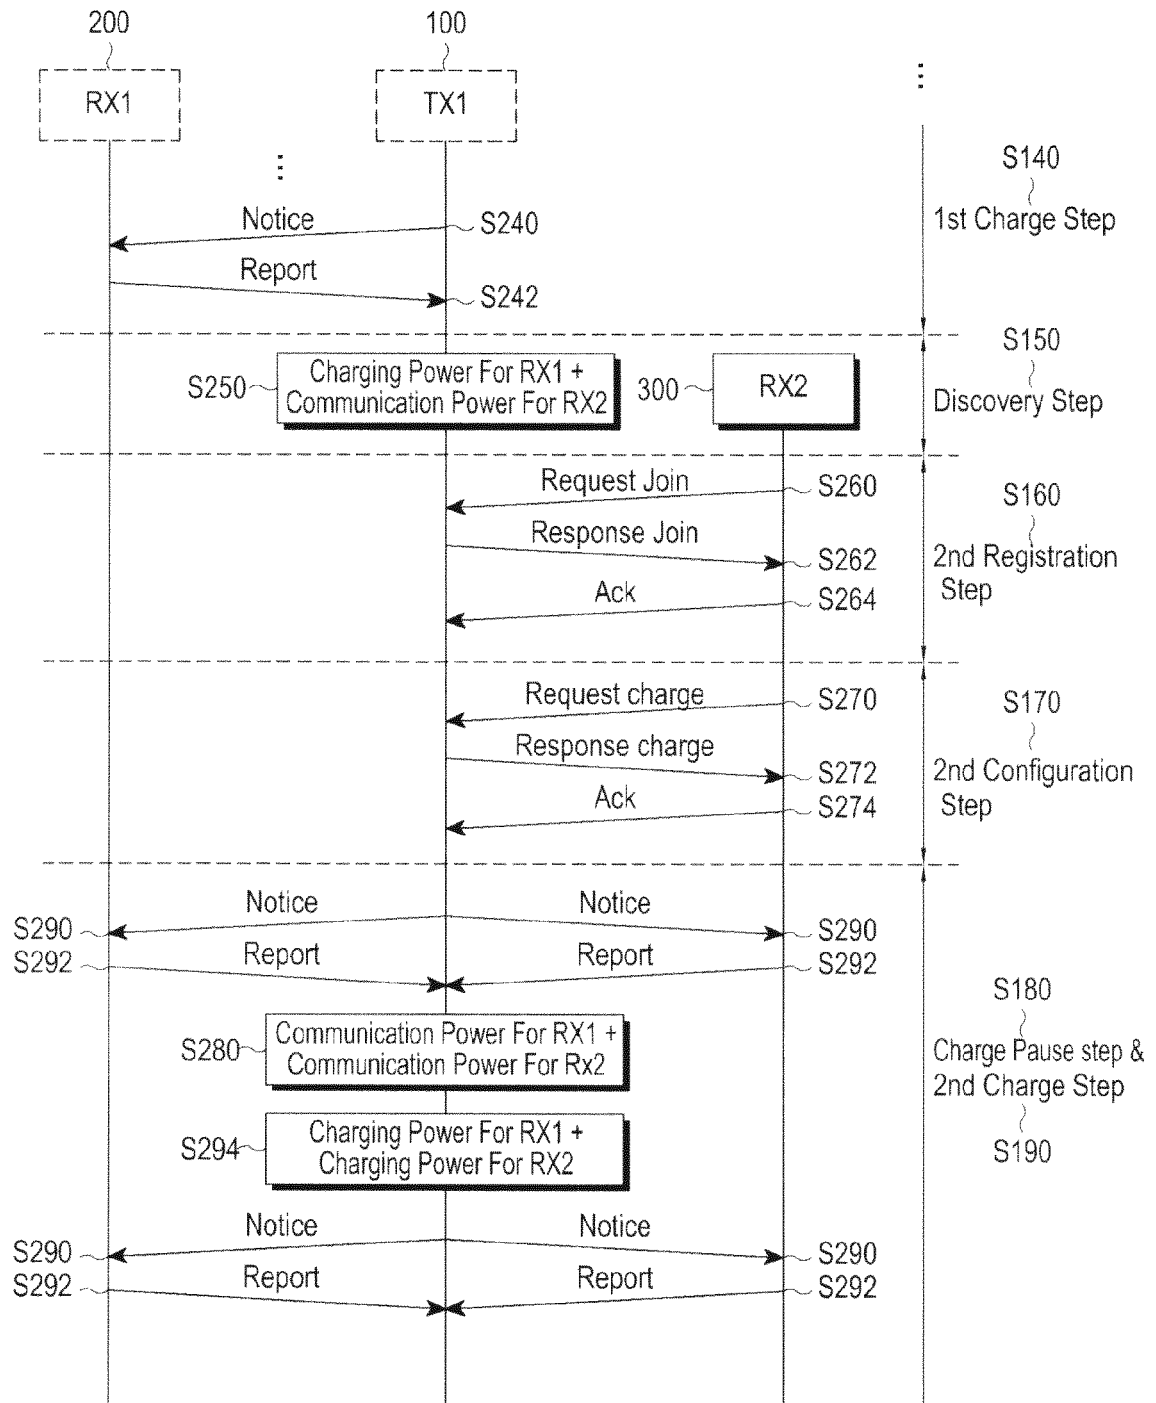 200
100
RX1
TX1
S140
1st Charge Step
Notice
S240
Report
S242
S150
Discovery Step
S250
Charging Power For RX1 +
Communication Power For RX2
300
RX2
Request Join
S260
S160
Response Join
S262
2nd Registration
Step
Ack
S264
Request charge
S270
S170
Response charge
S272
2nd Configuration
Step
Ack
S274
Notice
Notice
S290
S290
Report
Report
S292
S292
S180
Charge Pause step &
2nd Charge Step
S190
S280
Communication Power For RX1 +
Communication Power For Rx2
S294
Charging Power For RX1 +
Charging Power For RX2
Notice
Notice
S290
S290
Report
Report
S292
S292